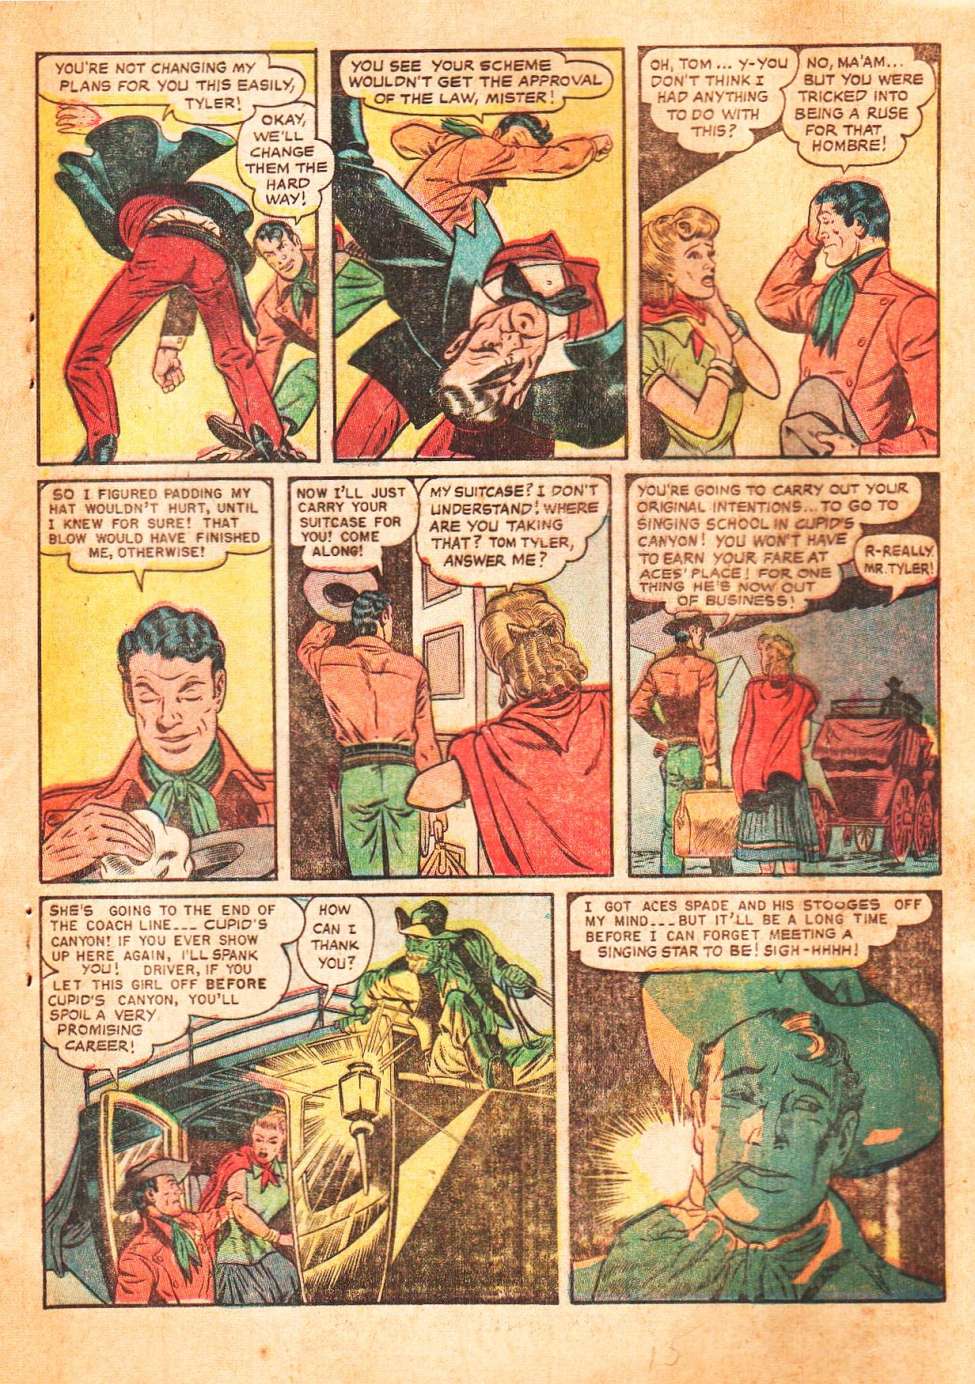 YOU'RE NOT CHANGING MY
PLANS FOR YOU THIS EASILY,
TYLER!
OKAY,
WE'LL
CHANGE
THEM THE
HARD
WAY!
YOU SEE YOUR SCHEME
WOULDN'T GET THE APPROVAL
OF THE LAW, MISTER!
OH, TOM... Y-YOU
DON'T THINK I
HAD ANYTHING
TO DO WITH
THIS?
NO, MA'AM...
BUT YOU WERE
TRICKED INTO
BEING A RUSE
FOR THAT
HOMBRE!
SO I FIGURED PADDING MY
HAT WOULDN'T HURT, UNTIL
I KNEW FOR SURE! THAT
BLOW WOULD HAVE FINISHED
ME, OTHERWISE!
NOW I'LL JUST
CARRY YOUR
SUITCASE FOR
YOU! COME
ALONG!
MY SUITCASE? I DON'T
UNDERSTAND! WHERE
ARE YOU TAKING
THAT? TOM TYLER,
ANSWER ME?
YOU'RE GOING TO CARRY OUT YOUR
ORIGINAL INTENTIONS... TO GO TO
SINGING SCHOOL IN CUPID'S
CANYON! YOU WON'T HAVE
TO EARN YOUR FARE AT
ACES' PLACE! FOR ONE
THING HE'S NOW OUT
OF BUSINESS!
R-REALLY,
MR. TYLER!
SHE'S GOING TO THE END OF
THE COACH LINE... CUPID'S
CANYON! IF YOU EVER SHOW
UP HERE AGAIN, I'LL SPANK
YOU! DRIVER, IF YOU
LET THIS GIRL OFF BEFORE
CUPID'S CANYON, YOU'LL
SPOIL A VERY
PROMISING
CAREER!
HOW
CAN I
THANK
YOU?
I GOT ACES SPADE AND HIS STOOGES OFF
MY MIND... BUT IT'LL BE A LONG TIME
BEFORE I CAN FORGET MEETING A
SINGING STAR TO BE! SIGH-HHHH!
13